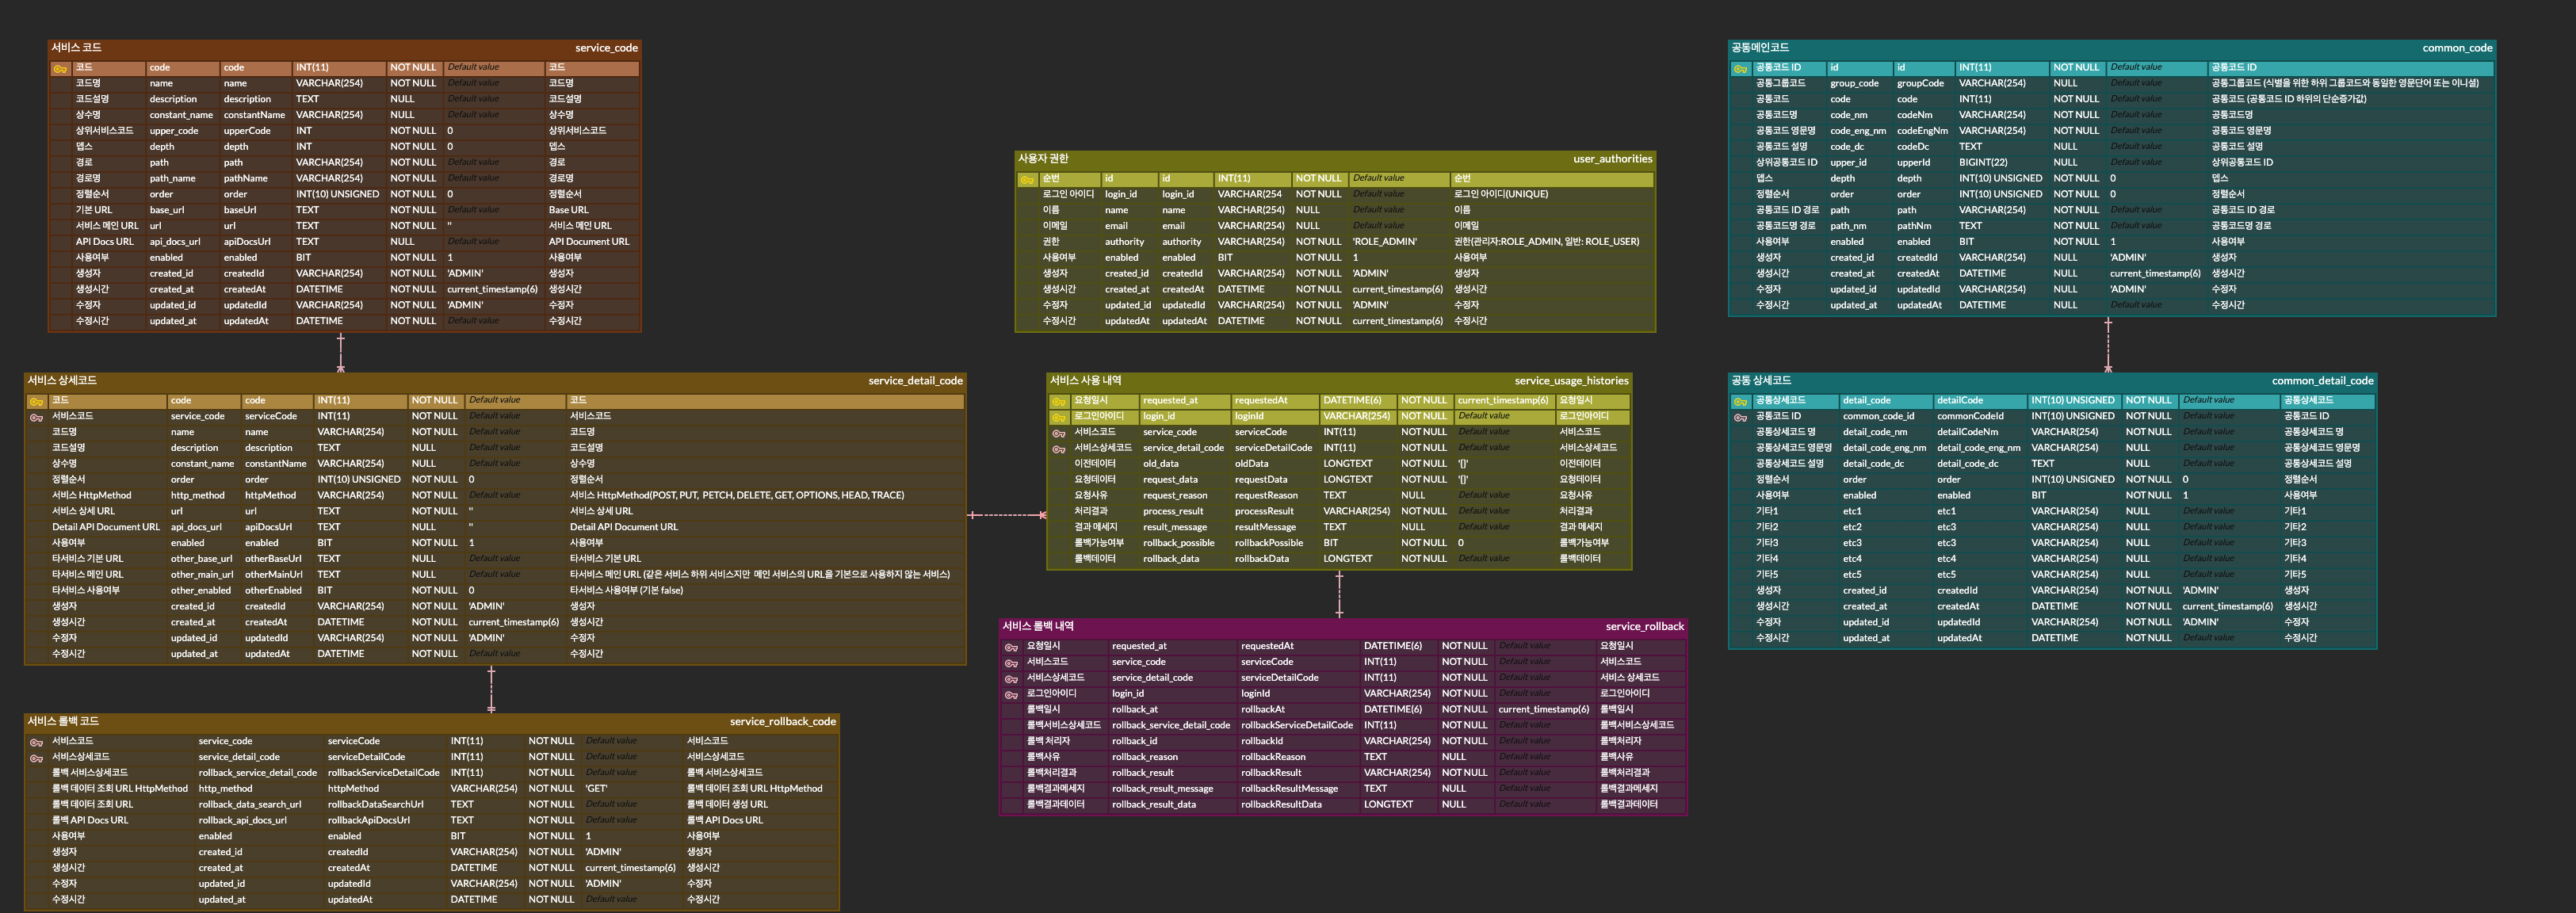 서비스 코드 service_code
코드 code code INT(11) NOT NULL Default value 코드
코드명 name name VARCHAR(254) NOT NULL Default value 코드명
코드설명 description description TEXT NULL Default value 코드설명
상수명 constant_name constantName VARCHAR(254) NULL Default value 상수명
상위서비스코드 upper_code upperCode INT NOT NULL 0 상위서비스코드
뎁스 depth depth INT NOT NULL 0 뎁스
경로 path path VARCHAR(254) NOT NULL Default value 경로
경로명 path_name pathName VARCHAR(254) NOT NULL Default value 경로명
정렬순서 order order INT(10) UNSIGNED NOT NULL 0 정렬순서
기본 URL base_url baseUrl TEXT NOT NULL Default value Base URL
서비스 메인 URL url url TEXT NOT NULL '' 서비스 메인 URL
API Docs URL api_docs_url apiDocsUrl TEXT NULL Default value API Document URL
사용여부 enabled enabled BIT NOT NULL 1 사용여부
생성자 created_id createdId VARCHAR(254) NOT NULL 'ADMIN' 생성자
생성시간 created_at createdAt DATETIME NOT NULL current_timestamp(6) 생성시간
수정자 updated_id updatedId VARCHAR(254) NOT NULL 'ADMIN' 수정자
수정시간 updated_at updatedAt DATETIME NOT NULL Default value 수정시간
사용자 권한 user_authorities
순번 id id INT(11) NOT NULL Default value 순번
로그인 아이디 login_id login_id VARCHAR(254 NOT NULL Default value 로그인 아이디(UNIQUE)
이름 name name VARCHAR(254) NULL Default value 이름
이메일 email email VARCHAR(254) NULL Default value 이메일
권한 authority authority VARCHAR(254) NOT NULL 'ROLE_ADMIN' 권한(관리자:ROLE_ADMIN, 일반: ROLE_USER)
사용여부 enabled enabled BIT NOT NULL 1 사용여부
생성자 created_id createdId VARCHAR(254) NOT NULL 'ADMIN' 생성자
생성시간 created_at createdAt DATETIME NOT NULL current_timestamp(6) 생성시간
수정자 updated_id updatedId VARCHAR(254) NOT NULL 'ADMIN' 수정자
수정시간 updatedAt updatedAt DATETIME NOT NULL current_timestamp(6) 수정시간
공통메인코드 common_code
공통코드 ID id id INT(11) NOT NULL Default value 공통코드 ID
공통그룹코드 group_code groupCode VARCHAR(254) NULL Default value 공통그룹코드 (식별을 위한 하위 그룹코드와 동일한 영문단어 또는 이니셜)
공통코드 code code INT(11) NOT NULL Default value 공통코드 (공통코드 ID 하위의 단순증가값)
공통코드명 code_nm codeNm VARCHAR(254) NOT NULL Default value 공통코드명
공통코드 영문명 code_eng_nm codeEngNm VARCHAR(254) NOT NULL Default value 공통코드 영문명
공통코드 설명 code_dc codeDc TEXT NULL Default value 공통코드 설명
상위공통코드 ID upper_id upperId BIGINT(22) NULL Default value 상위공통코드 ID
뎁스 depth depth INT(10) UNSIGNED NOT NULL 0 뎁스
정렬순서 order order INT(10) UNSIGNED NOT NULL 0 정렬순서
공통코드 ID 경로 path path VARCHAR(254) NOT NULL Default value 공통코드 ID 경로
공통코드명 경로 path_nm pathNm TEXT NOT NULL Default value 공통코드명 경로
사용여부 enabled enabled BIT NOT NULL 1 사용여부
생성자 created_id createdId VARCHAR(254) NULL 'ADMIN' 생성자
생성시간 created_at createdAt DATETIME NULL current_timestamp(6) 생성시간
수정자 updated_id updatedId VARCHAR(254) NULL 'ADMIN' 수정자
수정시간 updated_at updatedAt DATETIME NULL Default value 수정시간
서비스 상세코드 service_detail_code
코드 code code INT(11) NOT NULL Default value 코드
서비스코드 service_code serviceCode INT(11) NOT NULL Default value 서비스코드
코드명 name name VARCHAR(254) NOT NULL Default value 코드명
코드설명 description description TEXT NULL Default value 코드설명
상수명 constant_name constantName VARCHAR(254) NULL Default value 상수명
정렬순서 order order INT(10) UNSIGNED NOT NULL 0 정렬순서
서비스 HttpMethod http_method httpMethod VARCHAR(254) NOT NULL Default value 서비스 HttpMethod(POST, PUT, PETCH, DELETE, GET, OPTIONS, HEAD, TRACE)
서비스 상세 URL url url TEXT NOT NULL '' 서비스 상세 URL
Detail API Document URL api_docs_url apiDocsUrl TEXT NULL '' Detail API Document URL
사용여부 enabled enabled BIT NOT NULL 1 사용여부
타서비스 기본 URL other_base_url otherBaseUrl TEXT NULL Default value 타서비스 기본 URL
타서비스 메인 URL other_main_url otherMainUrl TEXT NULL Default value 타서비스 메인 URL (같은 서비스 하위 서비스지만 메인 서비스의 URL을 기본으로 사용하지 않는 서비스)
타서비스 사용여부 other_enabled otherEnabled BIT NOT NULL 0 타서비스 사용여부 (기본 false)
생성자 created_id createdId VARCHAR(254) NOT NULL 'ADMIN' 생성자
생성시간 created_at createdAt DATETIME NOT NULL current_timestamp(6) 생성시간
수정자 updated_id updatedId VARCHAR(254) NOT NULL 'ADMIN' 수정자
수정시간 updated_at updatedAt DATETIME NOT NULL Default value 수정시간
서비스 사용 내역 service_usage_histories
요청일시 requested_at requestedAt DATETIME(6) NOT NULL current_timestamp(6) 요청일시
로그인아이디 login_id loginId VARCHAR(254) NOT NULL Default value 로그인아이디
서비스코드 service_code serviceCode INT(11) NOT NULL Default value 서비스코드
서비스상세코드 service_detail_code serviceDetailCode INT(11) NOT NULL Default value 서비스상세코드
이전데이터 old_data oldData LONGTEXT NOT NULL '{}' 이전데이터
요청데이터 request_data requestData LONGTEXT NOT NULL '{}' 요청데이터
요청사유 request_reason requestReason TEXT NULL Default value 요청사유
처리결과 process_result processResult VARCHAR(254) NOT NULL Default value 처리결과
결과 메세지 result_message resultMessage TEXT NULL Default value 결과 메세지
롤백가능여부 rollback_possible rollbackPossible BIT NOT NULL 0 롤백가능여부
롤백데이터 rollback_data rollbackData LONGTEXT NOT NULL Default value 롤백데이터
공통 상세코드 common_detail_code
공통상세코드 detail_code detailCode INT(10) UNSIGNED NOT NULL Default value 공통상세코드
공통코드 ID common_code_id commonCodeId INT(10) UNSIGNED NOT NULL Default value 공통코드 ID
공통상세코드 명 detail_code_nm detailCodeNm VARCHAR(254) NOT NULL Default value 공통상세코드 명
공통상세코드 영문명 detail_code_eng_nm detail_code_eng_nm VARCHAR(254) NULL Default value 공통상세코드 영문명
공통상세코드 설명 detail_code_dc detail_code_dc TEXT NULL Default value 공통상세코드 설명
정렬순서 order order INT(10) UNSIGNED NOT NULL 0 정렬순서
사용여부 enabled enabled BIT NOT NULL 1 사용여부
기타1 etc1 etc1 VARCHAR(254) NULL Default value 기타1
기타2 etc2 etc3 VARCHAR(254) NULL Default value 기타2
기타3 etc3 etc3 VARCHAR(254) NULL Default value 기타3
기타4 etc4 etc4 VARCHAR(254) NULL Default value 기타4
기타5 etc5 etc5 VARCHAR(254) NULL Default value 기타5
생성자 created_id createdId VARCHAR(254) NOT NULL 'ADMIN' 생성자
생성시간 created_at createdAt DATETIME NOT NULL current_timestamp(6) 생성시간
수정자 updated_id updatedId VARCHAR(254) NOT NULL 'ADMIN' 수정자
수정시간 updated_at updatedAt DATETIME NOT NULL Default value 수정시간
서비스 롤백 내역 service_rollback
요청일시 requested_at requestedAt DATETIME(6) NOT NULL Default value 요청일시
서비스코드 service_code serviceCode INT(11) NOT NULL Default value 서비스코드
서비스상세코드 service_detail_code serviceDetailCode INT(11) NOT NULL Default value 서비스 상세코드
로그인아이디 login_id loginId VARCHAR(254) NOT NULL Default value 로그인아이디
롤백일시 rollback_at rollbackAt DATETIME(6) NOT NULL current_timestamp(6) 롤백일시
롤백서비스상세코드 rollback_service_detail_code rollbackServiceDetailCode INT(11) NOT NULL Default value 롤백서비스상세코드
롤백 처리자 rollback_id rollbackId VARCHAR(254) NOT NULL Default value 롤백처리자
롤백사유 rollback_reason rollbackReason TEXT NULL Default value 롤백사유
롤백처리결과 rollback_result rollbackResult VARCHAR(254) NOT NULL Default value 롤백처리결과
롤백결과메세지 rollback_result_message rollbackResultMessage TEXT NULL Default value 롤백결과메세지
롤백결과데이터 rollback_result_data rollbackResultData LONGTEXT NULL Default value 롤백결과데이터
서비스 롤백 코드 service_rollback_code
서비스코드 service_code serviceCode INT(11) NOT NULL Default value 서비스코드
서비스상세코드 service_detail_code serviceDetailCode INT(11) NOT NULL Default value 서비스상세코드
롤백 서비스상세코드 rollback_service_detail_code rollbackServiceDetailCode INT(11) NOT NULL Default value 롤백 서비스상세코드
롤백 데이터 조회 URL HttpMethod http_method httpMethod VARCHAR(254) NOT NULL 'GET' 롤백 데이터 조회 URL HttpMethod
롤백 데이터 조회 URL rollback_data_search_url rollbackDataSearchUrl TEXT NOT NULL Default value 롤백 데이터 생성 URL
롤백 API Docs URL rollback_api_docs_url rollbackApiDocsUrl TEXT NOT NULL Default value 롤백 API Docs URL
사용여부 enabled enabled BIT NOT NULL 1 사용여부
생성자 created_id createdId VARCHAR(254) NOT NULL 'ADMIN' 생성자
생성시간 created_at createdAt DATETIME NOT NULL current_timestamp(6) 생성시간
수정자 updated_id updatedId VARCHAR(254) NOT NULL 'ADMIN' 수정자
수정시간 updated_at updatedAt DATETIME NOT NULL Default value 수정시간